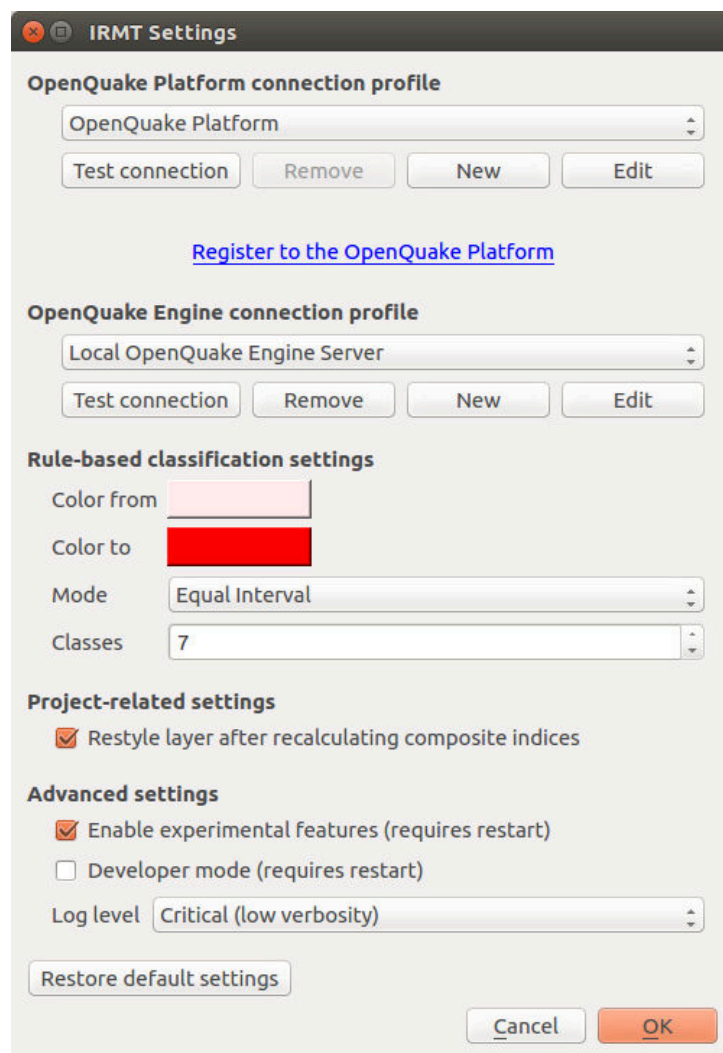 IRMT Settings
OpenQuake Platform connection profile
OpenQuake Platform
Test connection Remove New Edit
Register to the OpenQuake Platform
OpenQuake Engine connection profile
Local OpenQuake Engine Server
Test connection Remove New Edit
Rule-based classification settings
Color from
Color to
Mode Equal Interval
Classes 7
Project-related settings
Restyle layer after recalculating composite indices
Advanced settings
Enable experimental features (requires restart)
Developer mode (requires restart)
Log level Critical (low verbosity)
Restore default settings
Cancel OK